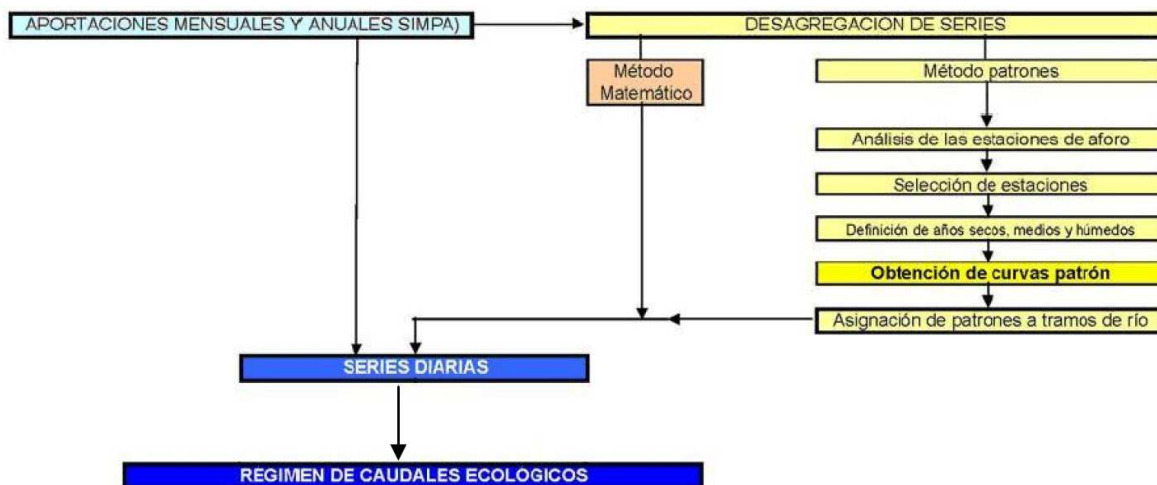 APORTACIONES MENSUALES Y ANUALES SIMPA)
DESAGREGACION DE SERIES
Método
Matemático
Método patrones
Análisis de las estaciones de aforo
Selección de estaciones
Definición de años secos, medios y húmedos
Obtención de curvas patrón
Asignación de patrones a tramos de río
SERIES DIARIAS
REGIMEN DE CAUDALES ECOLÓGICOS